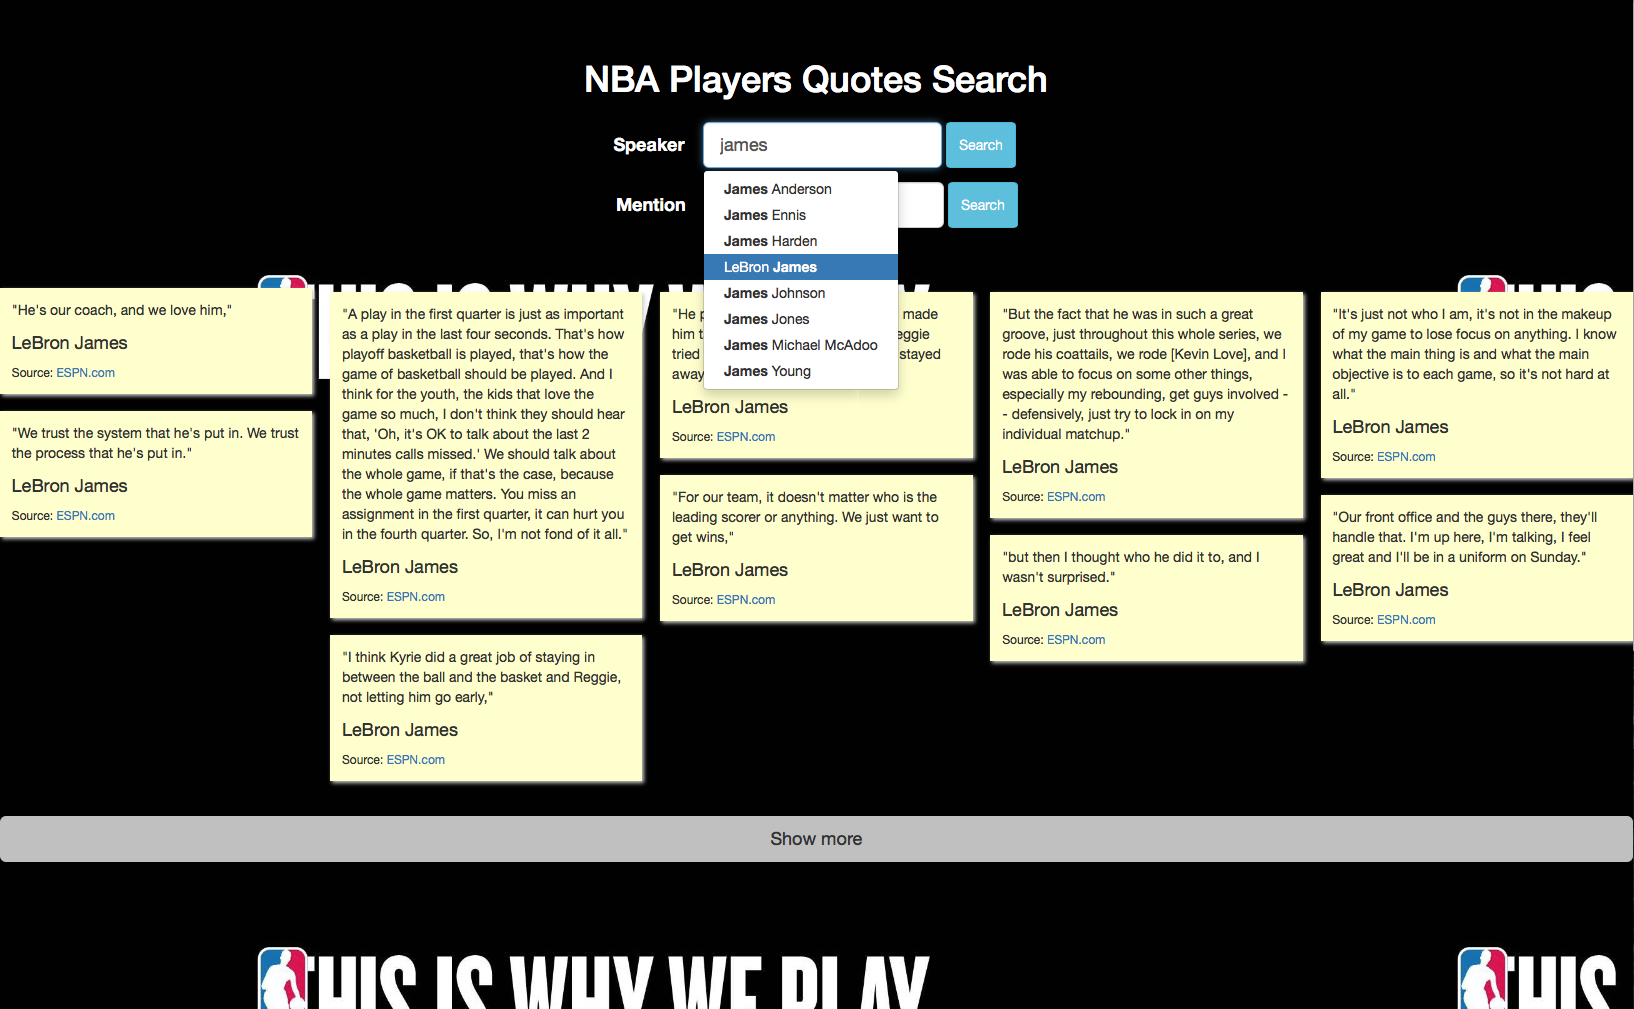 NBA Players Quotes Search
Speaker
james
Search
Mention
Search
James Anderson
James Ennis
James Harden
LeBron James
James Johnson
James Jones
James Michael McAdoo
James Young
"He's our coach, and we love him,"
LeBron James
Source: ESPN.com
"We trust the system that he's put in. We trust
the process that he's put in."
LeBron James
Source: ESPN.com
"A play in the first quarter is just as important
as a play in the last four seconds. That's how
playoff basketball is played, that's how the
game of basketball should be played. And I
think for the youth, the kids that love the
game so much, I don't think they should hear
that, 'Oh, it's OK to talk about the last 2
minutes calls missed.' We should talk about
the whole game, if that's the case, because
the whole game matters. You miss an
assignment in the first quarter, it can hurt you
in the fourth quarter. So, I'm not fond of it all."
LeBron James
Source: ESPN.com
"I think Kyrie did a great job of staying in
between the ball and the basket and Reggie,
not letting him go early,"
LeBron James
Source: ESPN.com
"He made
him
tried stayed
away
LeBron James
Source: ESPN.com
"For our team, it doesn't matter who is the
leading scorer or anything. We just want to
get wins,"
LeBron James
Source: ESPN.com
"But the fact that he was in such a great
groove, just throughout this whole series, we
rode his coattails, we rode [Kevin Love], and I
was able to focus on some other things,
especially my rebounding, get guys involved -
- defensively, just try to lock in on my
individual matchup."
LeBron James
Source: ESPN.com
"but then I thought who he did it to, and I
wasn't surprised."
LeBron James
Source: ESPN.com
"It's just not who I am, it's not in the makeup
of my game to lose focus on anything. I know
what the main thing is and what the main
objective is to each game, so it's not hard at
all."
LeBron James
Source: ESPN.com
"Our front office and the guys there, they'll
handle that. I'm up here, I'm talking, I feel
great and I'll be in a uniform on Sunday."
LeBron James
Source: ESPN.com
Show more
THIS IS WHY WE PLAY
THIS